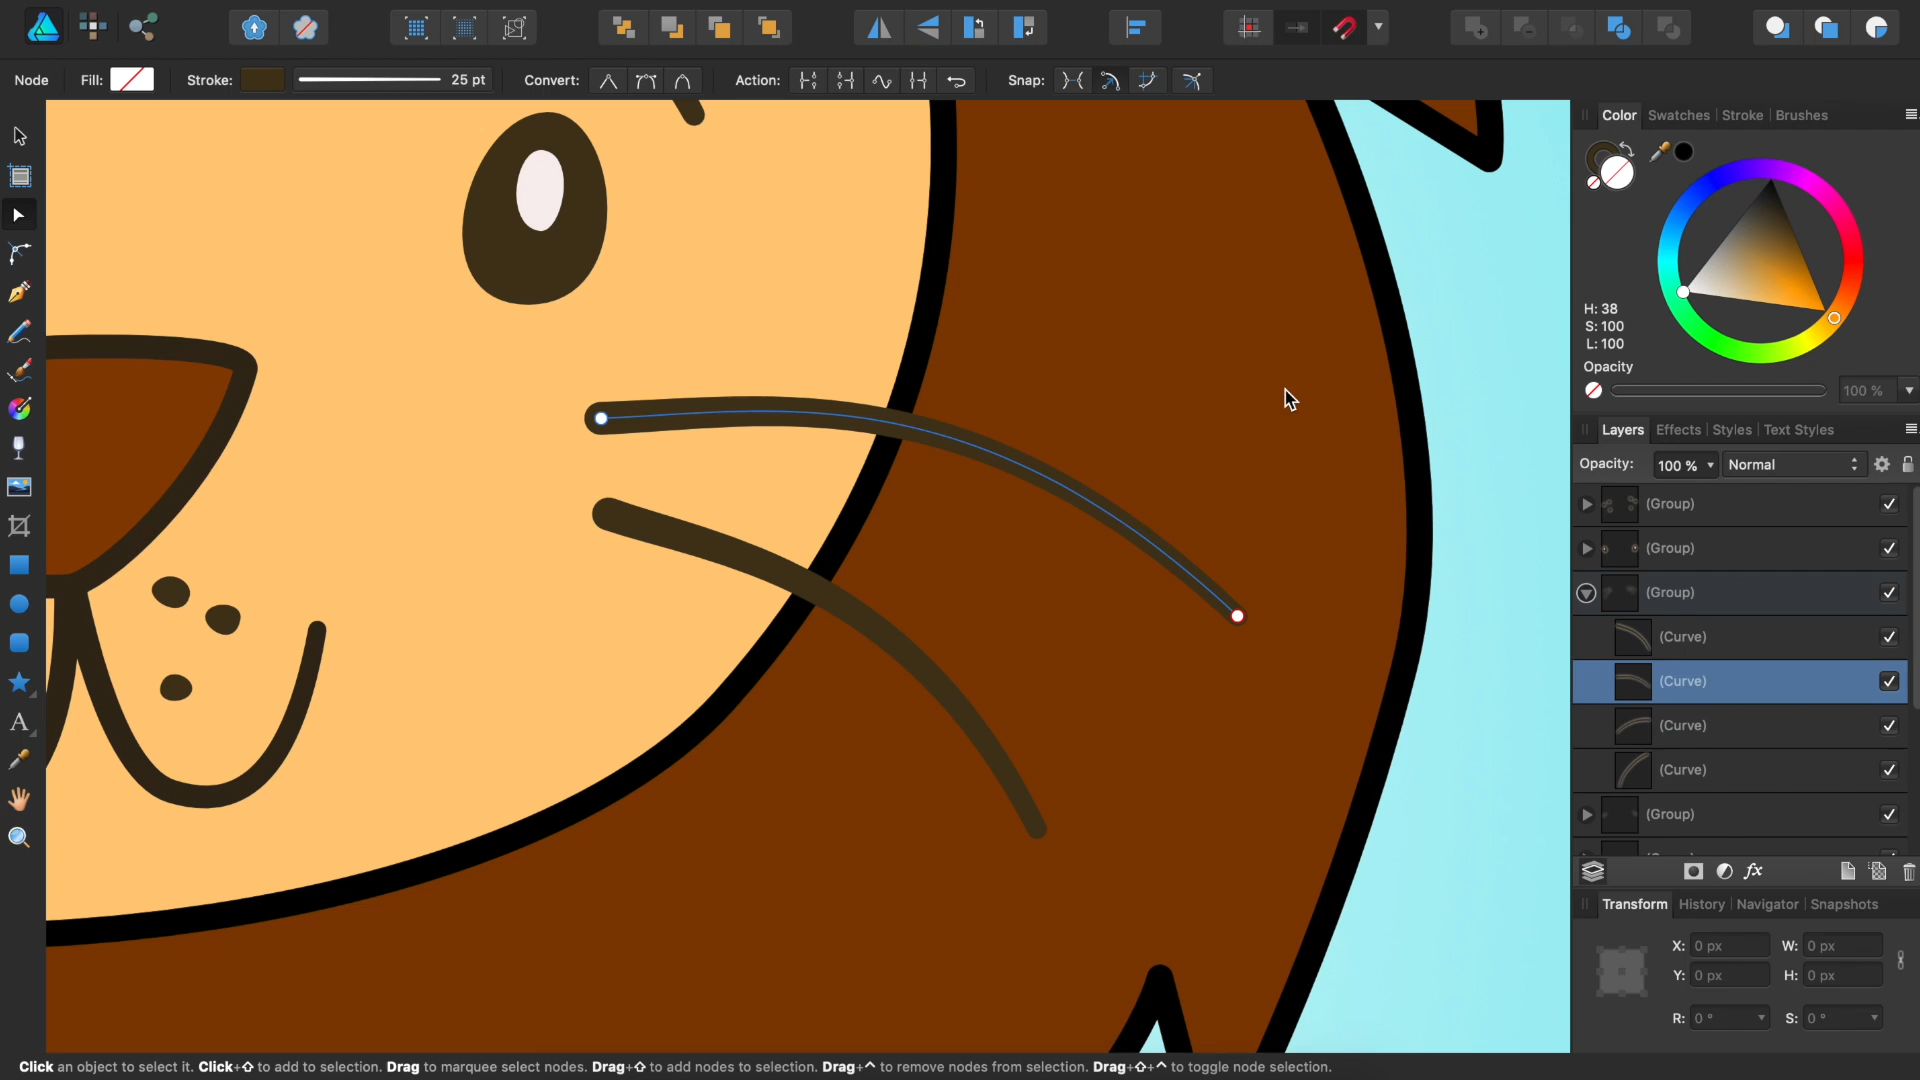 Node Fill: Stroke: 25 pt Convert: Action: Snap:
Color Swatches Stroke Brushes
H: 38
S: 100
L: 100
Opacity
100 %
Layers Effects Styles Text Styles
Opacity: 100 % Normal
(Group)
(Group)
(Group)
(Curve)
(Curve)
(Curve)
(Curve)
(Group)
fx
Transform History Navigator Snapshots
X: 0 px W: 0 px
Y: 0 px H: 0 px
R: 0 ° S: 0 °
Click an object to select it. Click+⇧ to add to selection. Drag to marquee select nodes. Drag+⇧ to add nodes to selection. Drag+^ to remove nodes from selection. Drag+⇧+^ to toggle node selection.